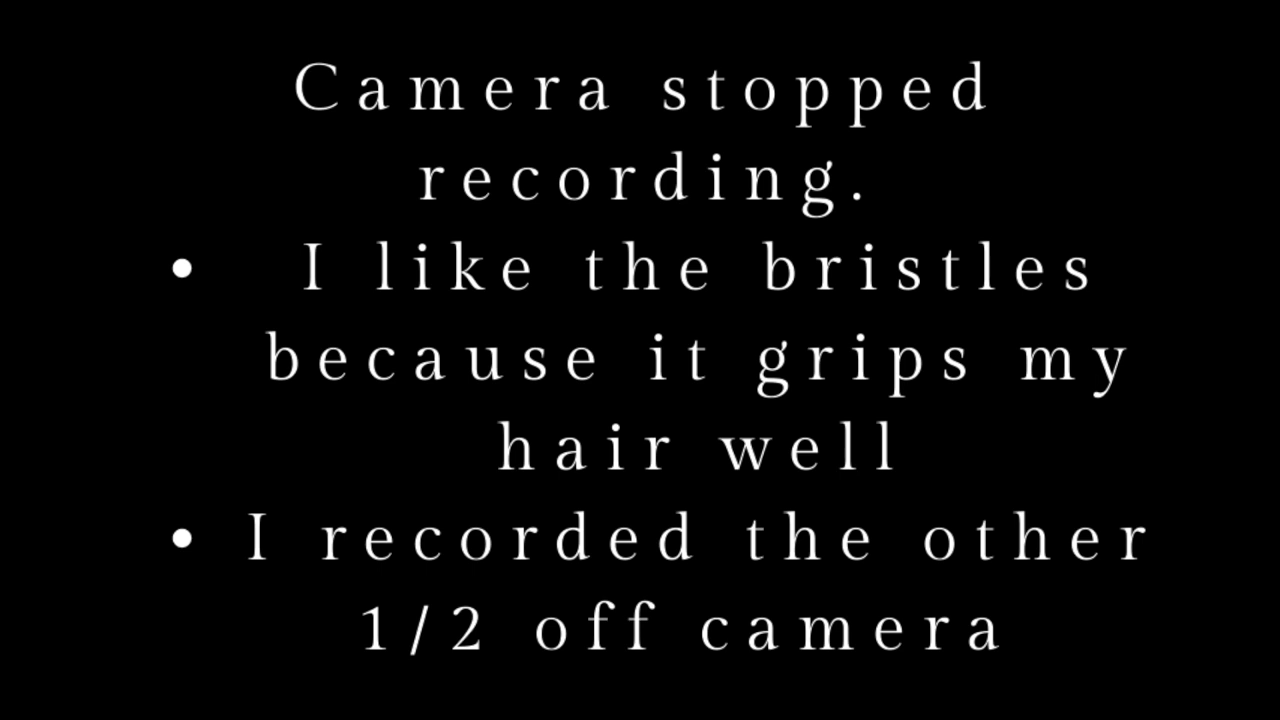 Camera stopped
recording.
• I like the bristles
because it grips my
hair well
• I recorded the other
1/2 off camera